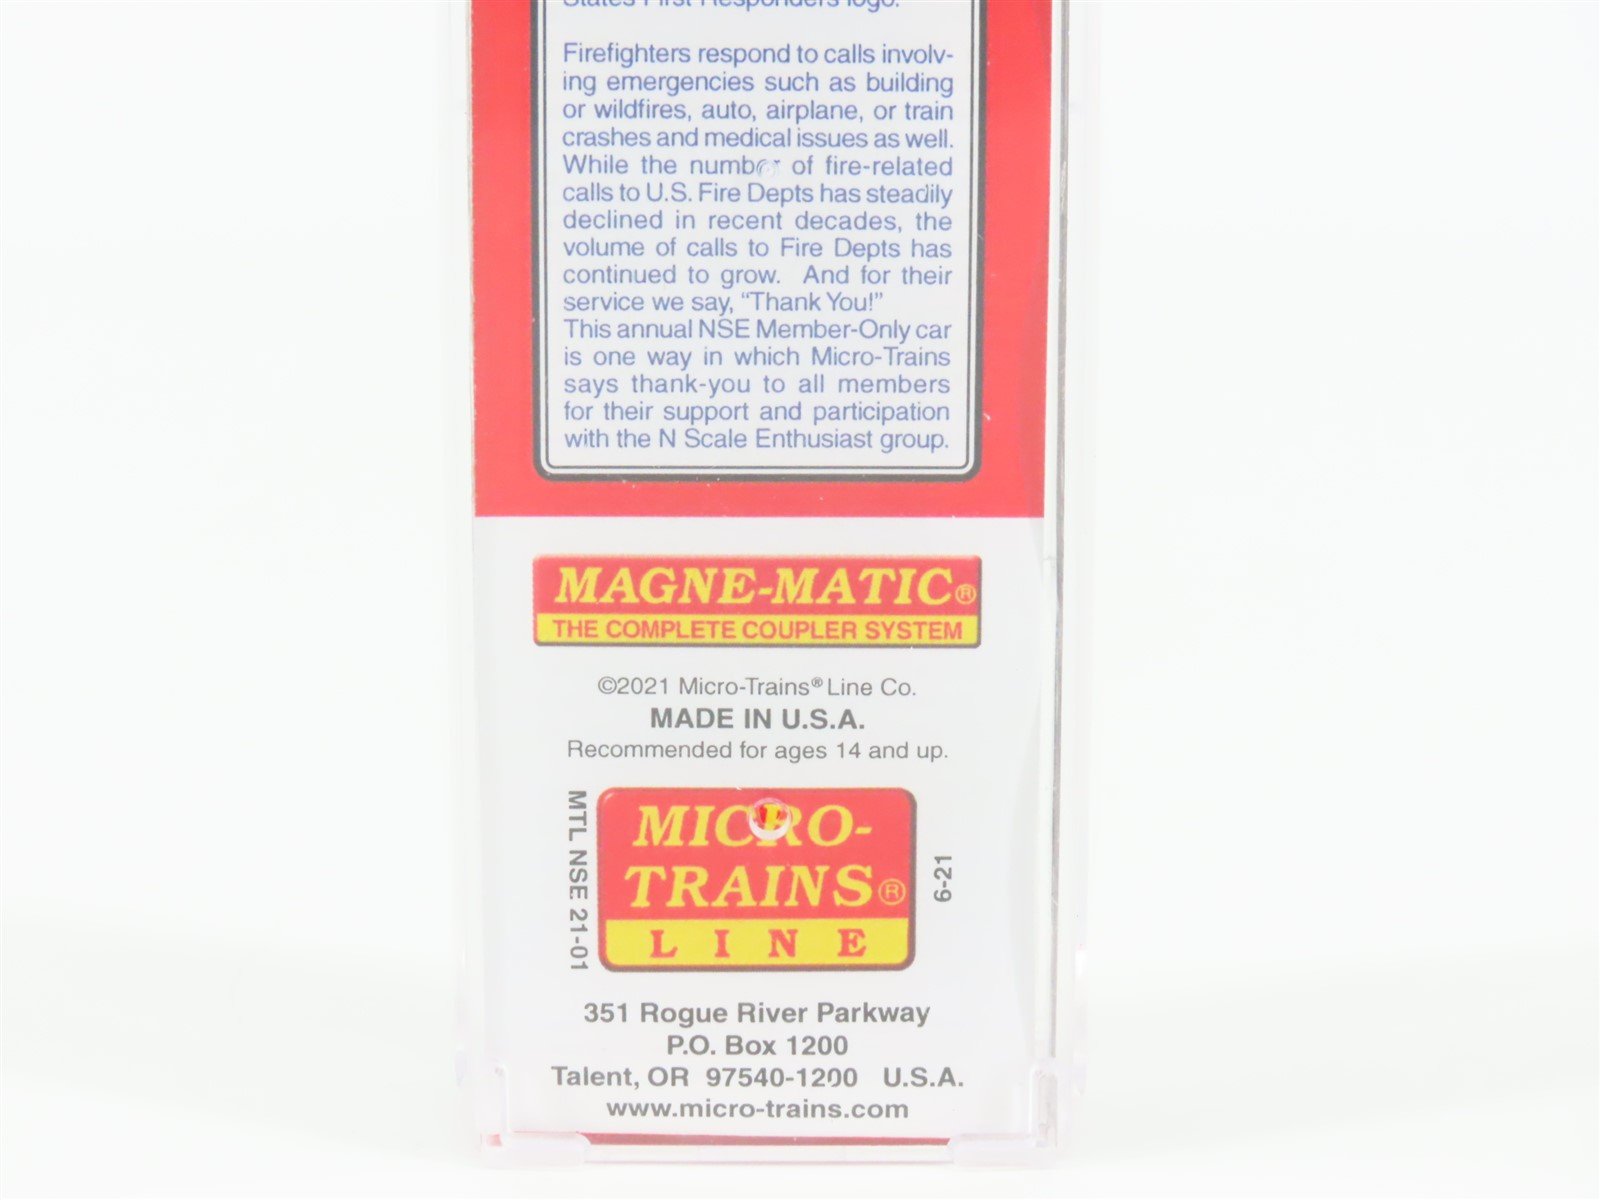 States First Responders logo.
Firefighters respond to calls involv-
ing emergencies such as building
or wildfires, auto, airplane, or train
crashes and medical issues as well.
While the number of fire-related
calls to U.S. Fire Depts has steadily
declined in recent decades, the
volume of calls to Fire Depts has
continued to grow. And for their
service we say, “Thank You!”
This annual NSE Member-Only car
is one way in which Micro-Trains
says thank-you to all members
for their support and participation
with the N Scale Enthusiast group.
MAGNE-MATIC®
THE COMPLETE COUPLER SYSTEM
©2021 Micro-Trains® Line Co.
MADE IN U.S.A.
Recommended for ages 14 and up.
MTL NSE 21-01
MICRO-
TRAINS®
LINE
6-21
351 Rogue River Parkway
P.O. Box 1200
Talent, OR 97540-1200 U.S.A.
www.micro-trains.com